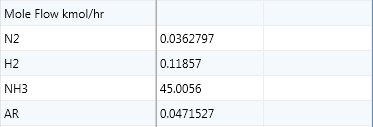 Mole Flow kmol/hr
N2 0.0362797
H2 0.11857
NH3 45.0056
AR 0.0471527